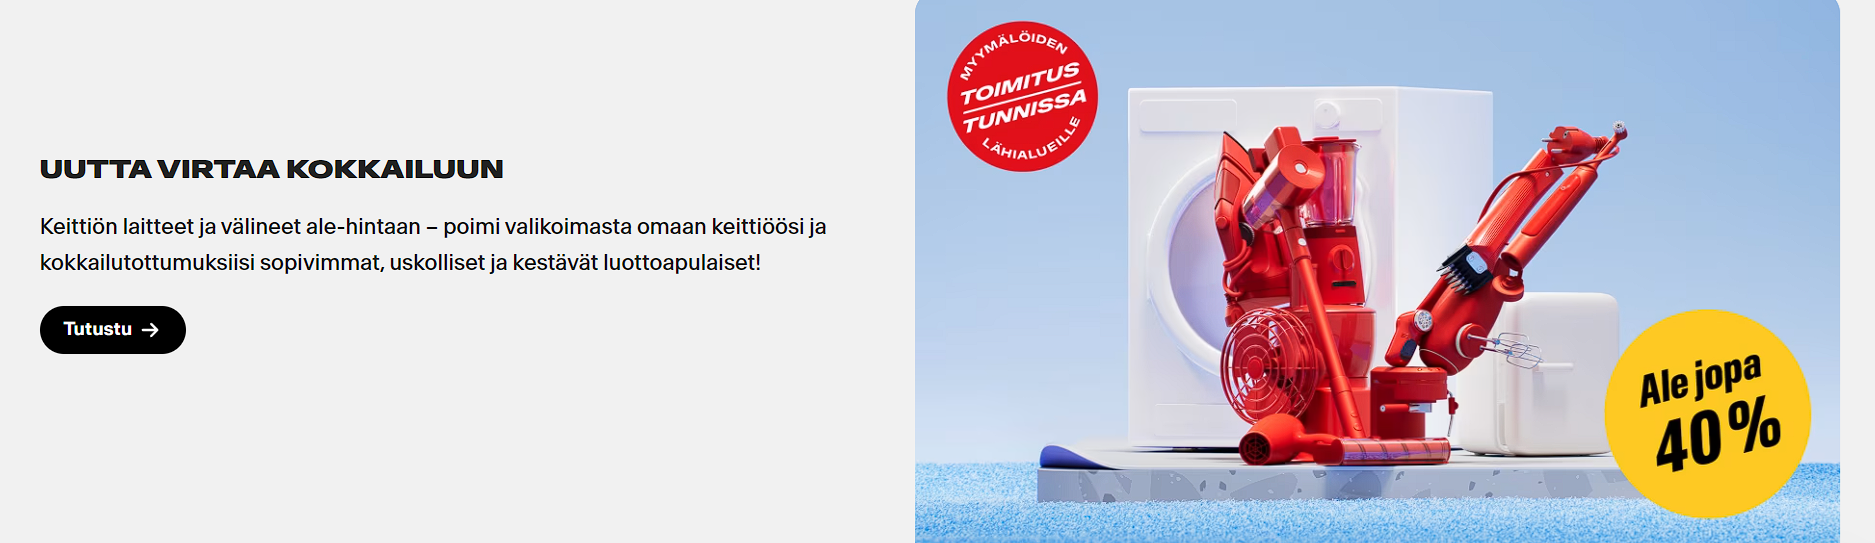 UUTTA VIRTAA KOKKAILUUN
Keittiön laitteet ja välineet ale-hintaan – poimi valikoimasta omaan keittiöösi ja
kokkailutottumuksiisi sopivimmat, uskolliset ja kestävät luottoapulaiset!
Tutustu →
MYYMÄLÖIDEN
TOIMITUS
TUNNISSA
LÄHIALUEILLE
Ale jopa
40 %